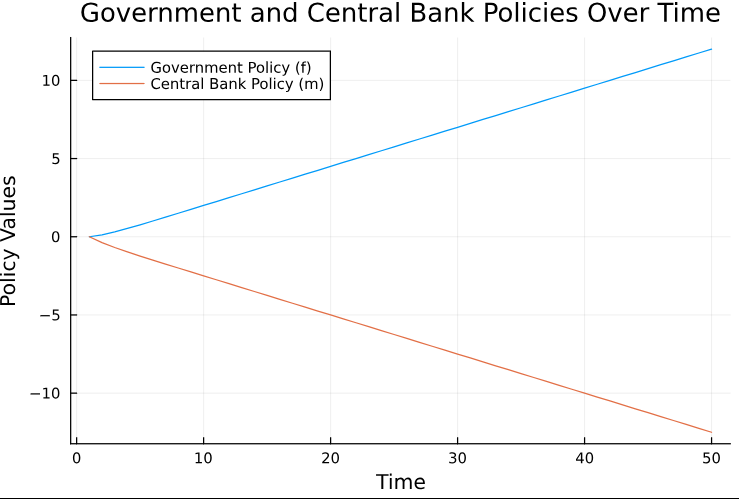 Government and Central Bank Policies Over Time
Government Policy (f)
Central Bank Policy (m)
Policy Values
10
5
0
−5
−10
0 10 20 30 40 50
Time